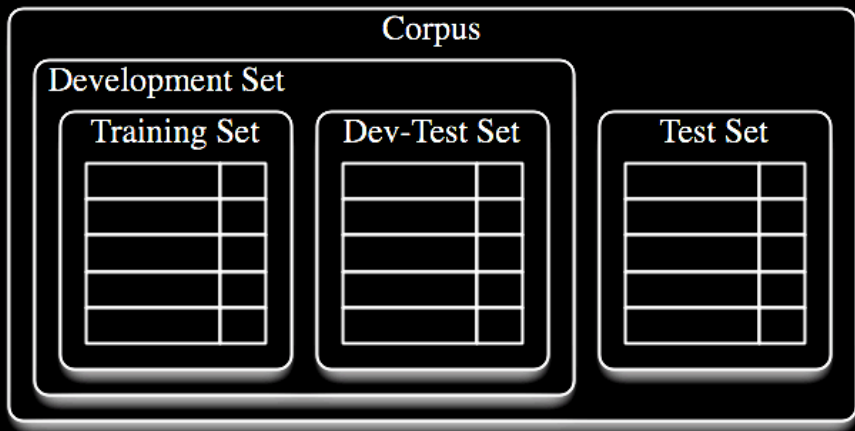 Corpus
Development Set
Training Set
Dev-Test Set
Test Set